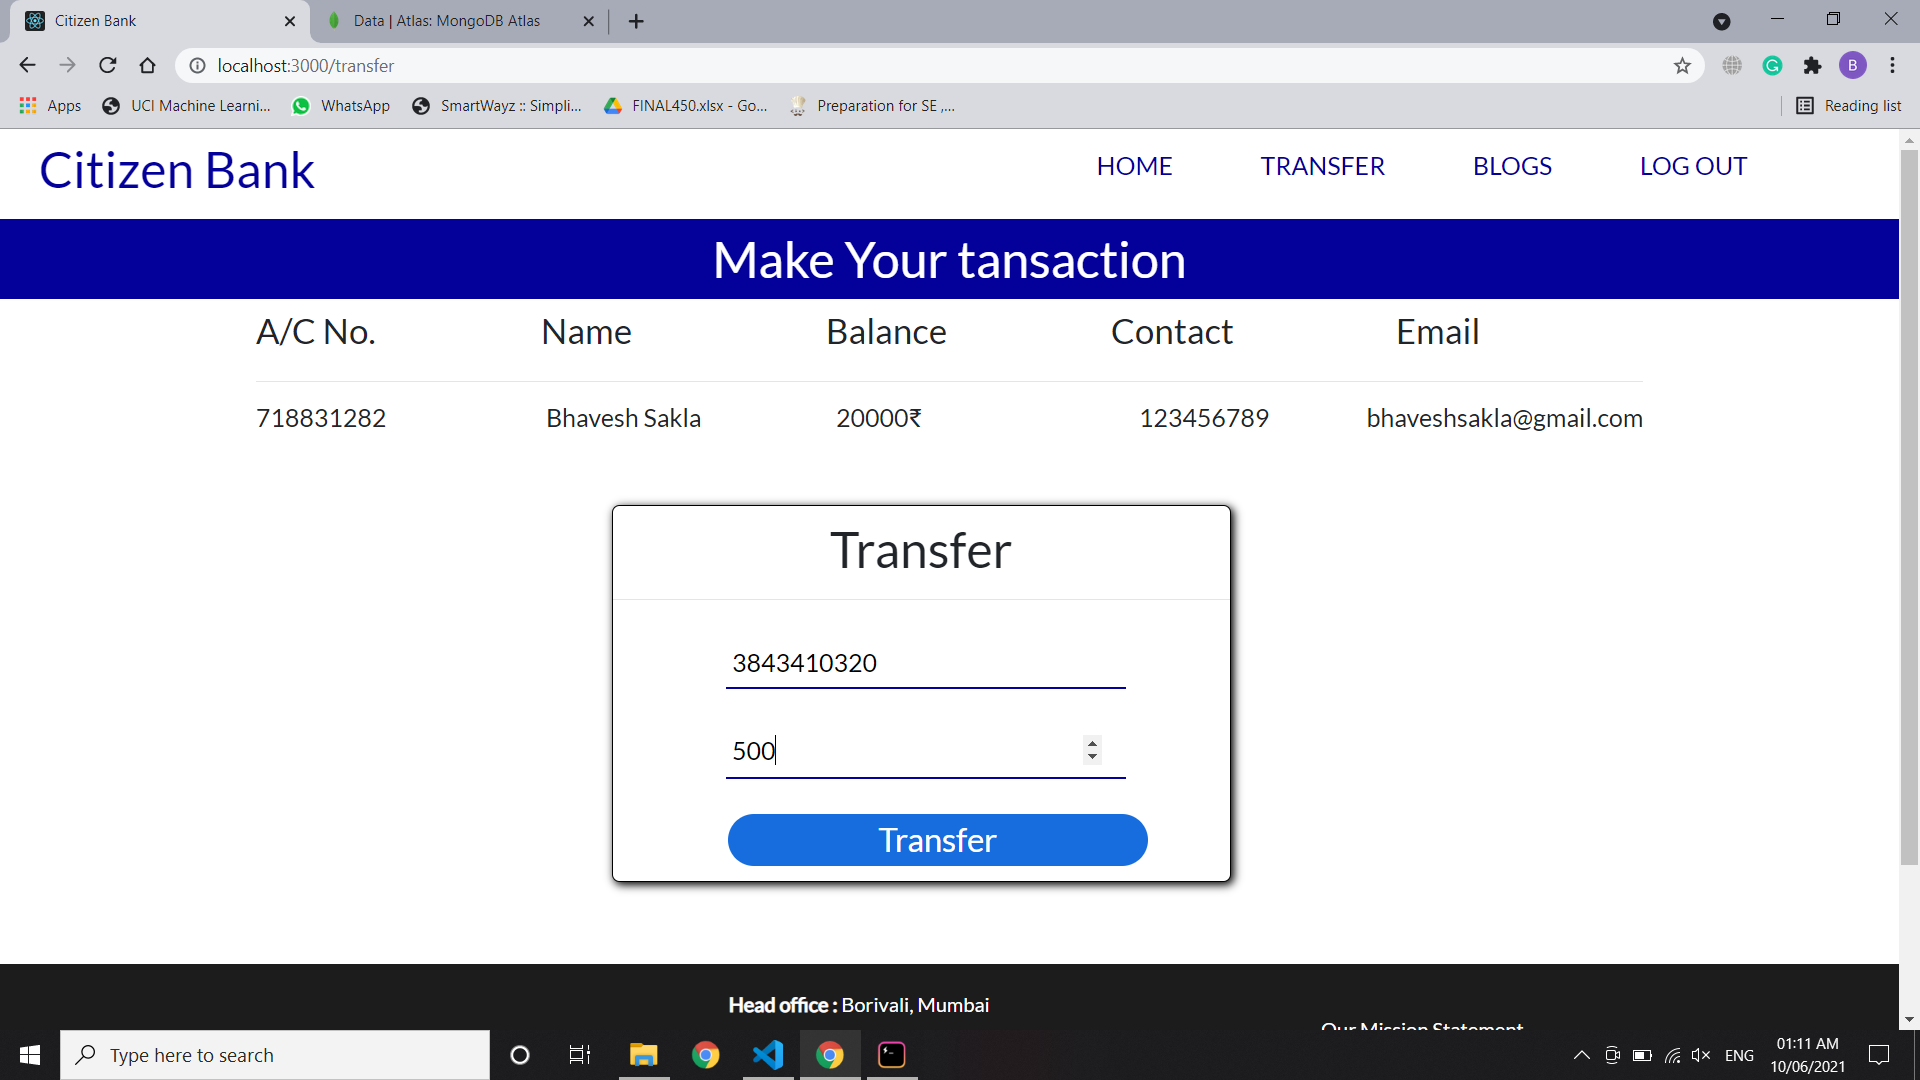 Citizen Bank
Data | Atlas: MongoDB Atlas
localhost:3000/transfer
B
Apps
UCI Machine Learni...
WhatsApp
SmartWayz :: Simpli...
FINAL450.xlsx - Go...
Preparation for SE ,...
Reading list
Citizen Bank
HOME
TRANSFER
BLOGS
LOG OUT
Make Your tansaction
A/C No. Name Balance Contact Email
718831282 Bhavesh Sakla 20000₹ 123456789 bhaveshsakla@gmail.com
Transfer
3843410320
500
Transfer
Head office : Borivali, Mumbai
Our Mission Statement
Type here to search
ENG
01:11 AM
10/06/2021